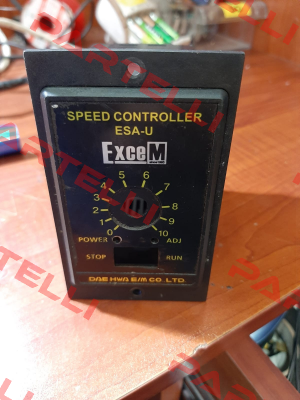 SPEED CONTROLLER
ESA-U
ExceM
5 6
4 7
3 8
2 9
1
0 10
POWER ADJ
STOP RUN
DAE HWA E/M CO. LTD.
PARTELLI